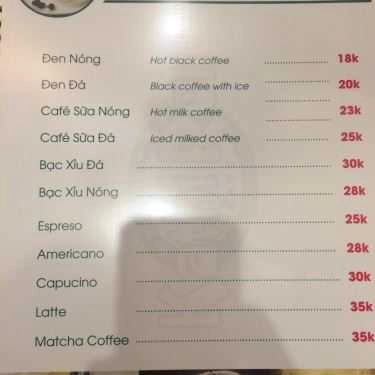 Đen Nóng Hot black coffee 18k
Đen Đá Black coffee with ice 20k
Café Sữa Nóng Hot milk coffee 23k
Café Sữa Đá Iced milked coffee 25k
Bạc Xỉu Đá 30k
Bạc Xỉu Nóng 28k
Espreso 25k
Americano 28k
Capucino 30k
Latte 35k
Matcha Coffee 35k